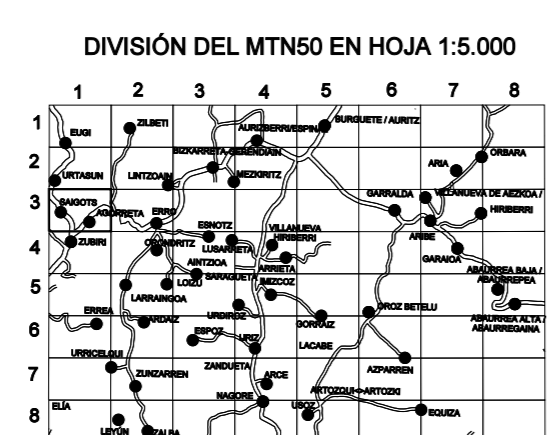 DIVISIÓN DEL MTN50 EN HOJA 1:5.000
1 2 3 4 5 6 7 8
1
ZILBETI
BURGUETE / AURITZ
EUGI
AURIZBERRI/ESPINAL
2
BIZKARRETA-GERENDIAIN
ORBARA
ARIA
URTASUN
LINTZOAIN
MEZKIRITZ
3
GARRALDA
VILLANUEVA DE AEZKOA /
HIRIBERRI
SAIGOTS
AGORRETA
ERRO
ESNOTZ
VILLANUEVA
HIRIBERRI
ARIBE
4
ZUBIRI
ORONDRITZ
LUSARRETA
GARAIOA
AINTZIOA
ARRIETA
ABAURREA BAJA /
ABAURREPEA
SARAGUETA
5
LOIZU
IMIZCOZ
LARRAINGOA
OROZ BETELU
ERREA
ARDAIZ
URDIROZ
GORRAIZ
ABAURREA ALTA /
ABAURREGAINA
6
ESPOZ
URIZ
LACABE
URRICELQUI
ZANDUETA
AZPARREN
7
ZUNZARREN
ARCE
ARTOZQUI<>ARTOZKI
NAGORE
8
ELÍA
USOZ
EQUIZA
LEYÚN
ZALBA